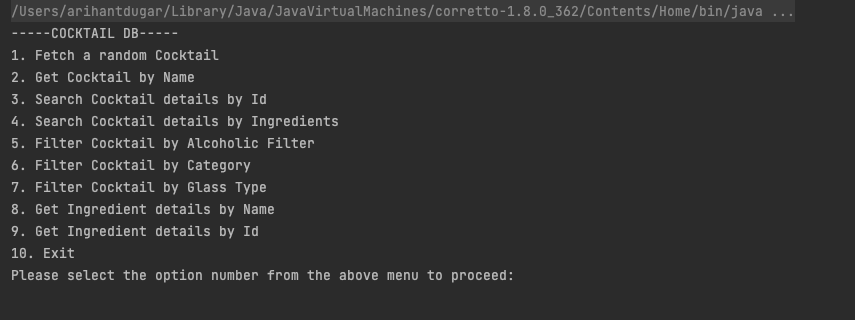 /Users/arihantdugar/Library/Java/JavaVirtualMachines/corretto-1.8.0_362/Contents/Home/bin/java ...
-----COCKTAIL DB-----
1. Fetch a random Cocktail
2. Get Cocktail by Name
3. Search Cocktail details by Id
4. Search Cocktail details by Ingredients
5. Filter Cocktail by Alcoholic Filter
6. Filter Cocktail by Category
7. Filter Cocktail by Glass Type
8. Get Ingredient details by Name
9. Get Ingredient details by Id
10. Exit
Please select the option number from the above menu to proceed: